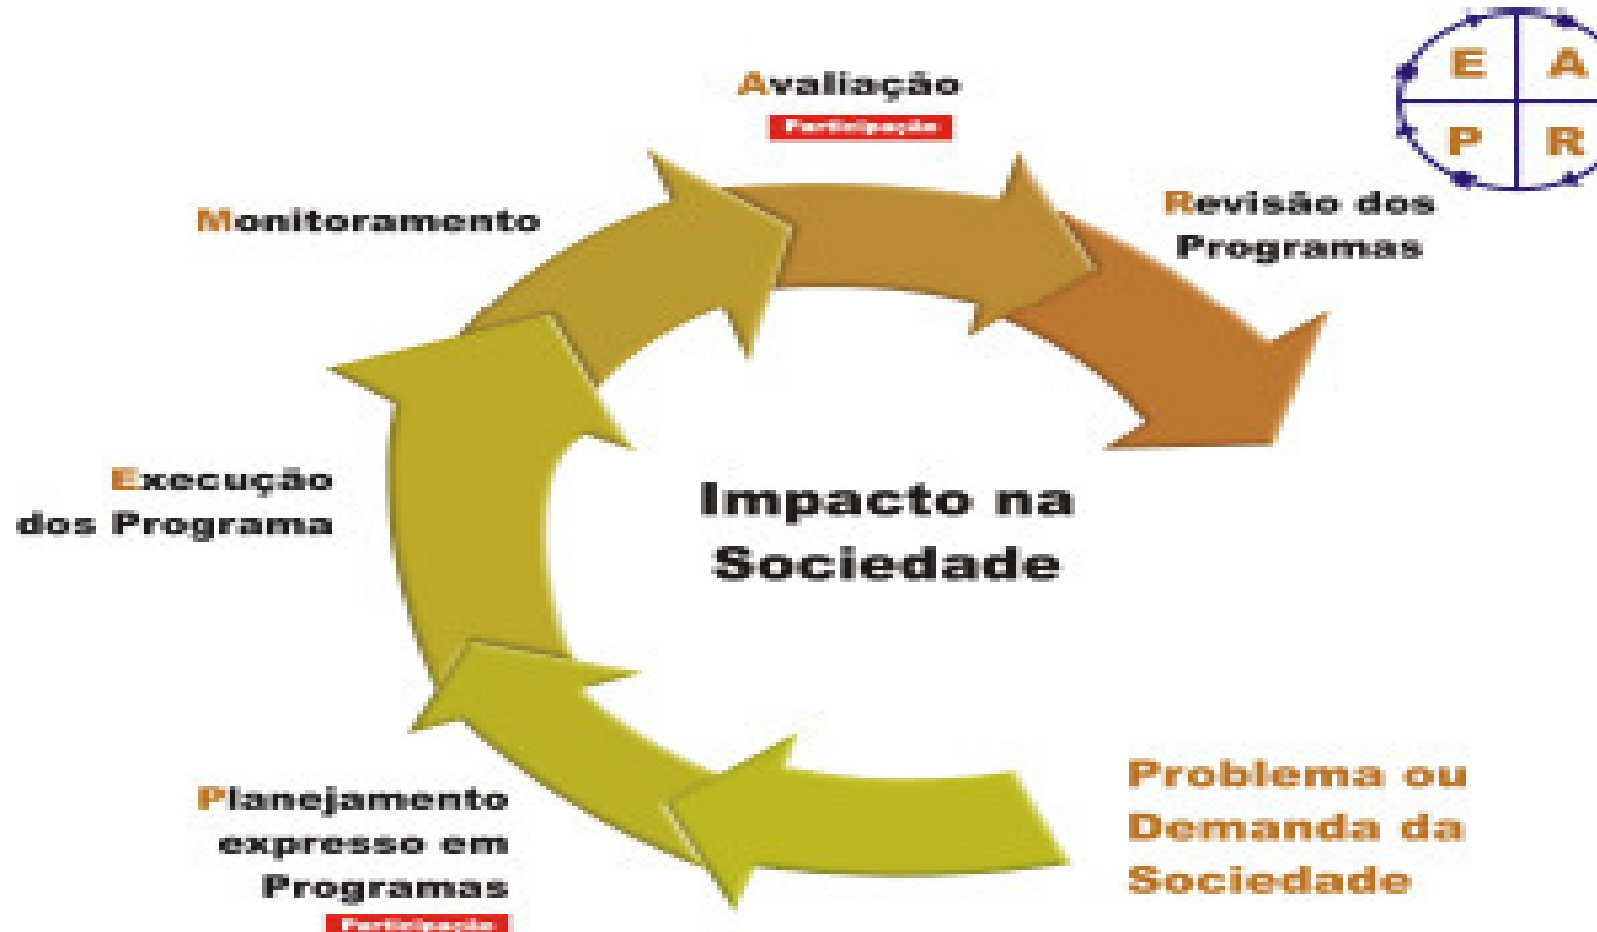 E A
P R
Avaliação
Participação
Monitoramento
Revisão dos
Programas
Execução
dos Programa
Impacto na
Sociedade
Planejamento
expresso em
Programas
Participação
Problema ou
Demanda da
Sociedade